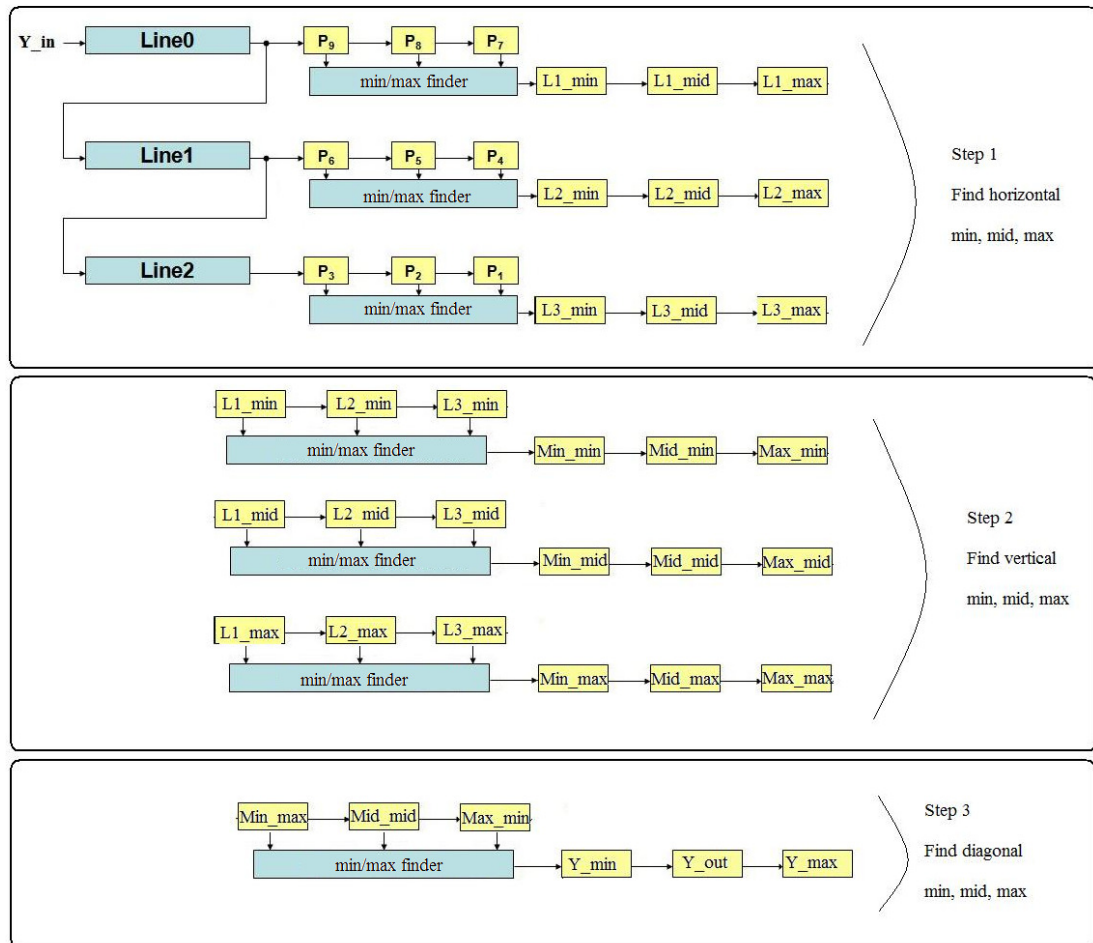 Y_in Line0 P₉ P₈ P₇
min/max finder L1_min L1_mid L1_max
Line1 P₆ P₅ P₄
min/max finder L2_min L2_mid L2_max
Line2 P₃ P₂ P₁
min/max finder L3_min L3_mid L3_max
Step 1
Find horizontal
min, mid, max
L1_min L2_min L3_min
min/max finder Min_min Mid_min Max_min
L1_mid L2 mid L3_mid
min/max finder Min_mid Mid_mid Max_mid
L1_max L2_max L3_max
min/max finder Min_max Mid_max Max_max
Step 2
Find vertical
min, mid, max
Min_max Mid_mid Max_min
min/max finder Y_min Y_out Y_max
Step 3
Find diagonal
min, mid, max